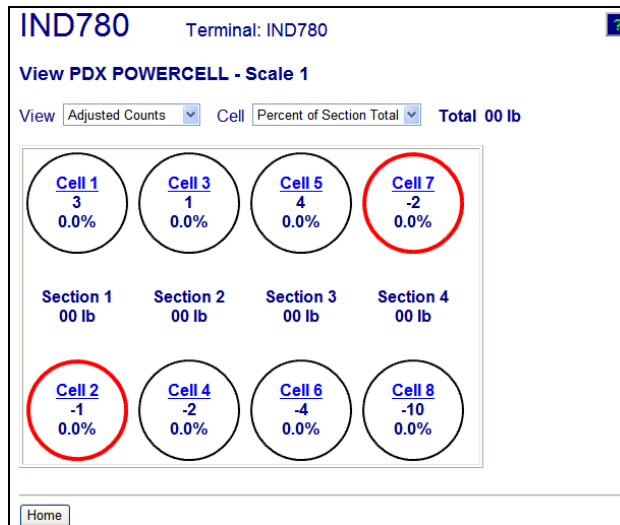 IND780 Terminal: IND780 ?
View PDX POWERCELL - Scale 1
View Adjusted Counts Cell Percent of Section Total Total 00 lb
Cell 1 Cell 3 Cell 5 Cell 7
3 1 4 -2
0.0% 0.0% 0.0% 0.0%
Section 1 Section 2 Section 3 Section 4
00 lb 00 lb 00 lb 00 lb
Cell 2 Cell 4 Cell 6 Cell 8
-1 -2 -4 -10
0.0% 0.0% 0.0% 0.0%
Home